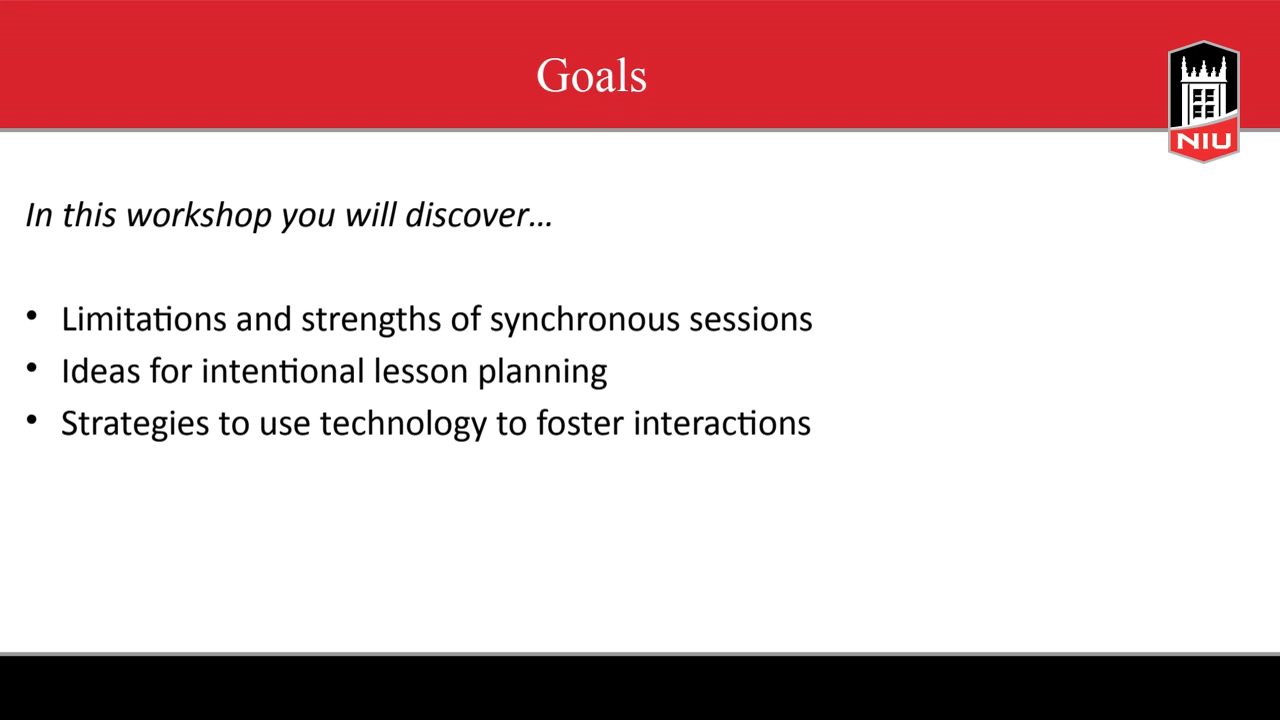 Goals
NIU
In this workshop you will discover…
• Limitations and strengths of synchronous sessions
• Ideas for intentional lesson planning
• Strategies to use technology to foster interactions